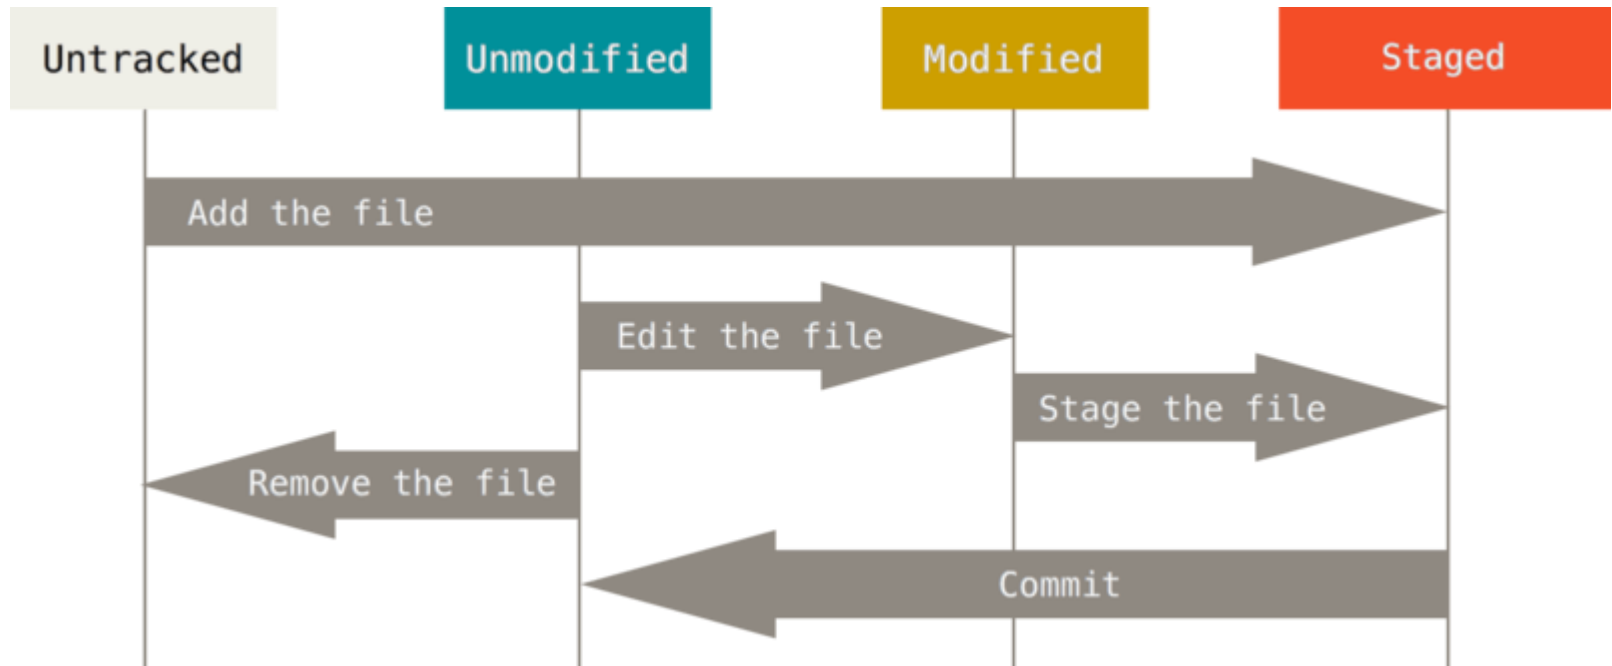 Untracked
Unmodified
Modified
Staged
Add the file
Edit the file
Stage the file
Remove the file
Commit